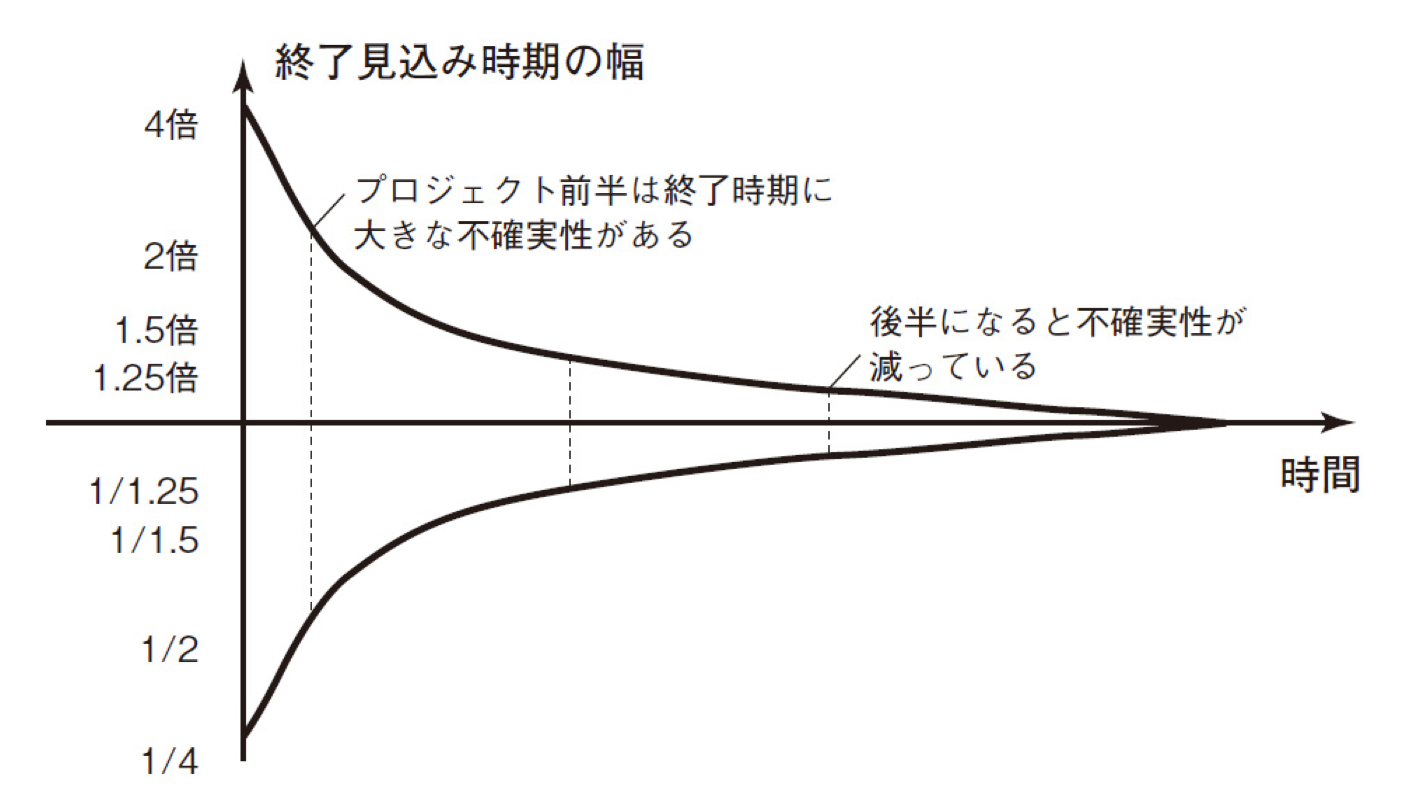 終了見込み時期の幅
4倍
プロジェクト前半は終了時期に
大きな不確実性がある
2倍
1.5倍
後半になると不確実性が
減っている
1.25倍
時間
1/1.25
1/1.5
1/2
1/4